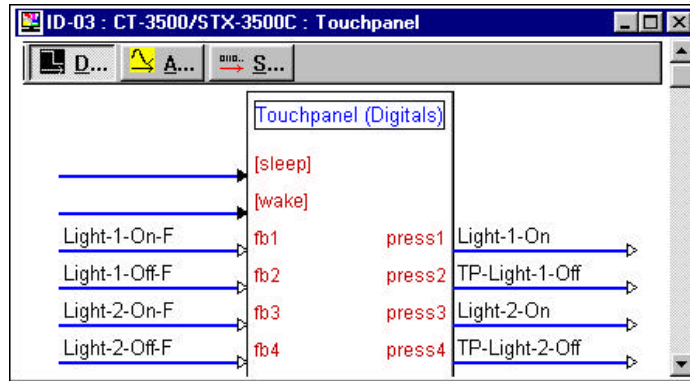 ID-03 : CT-3500/STX-3500C : Touchpanel
D... A... S...
Touchpanel (Digitals)
[sleep]
[wake]
Light-1-On-F fb1 press1 Light-1-On
Light-1-Off-F fb2 press2 TP-Light-1-Off
Light-2-On-F fb3 press3 Light-2-On
Light-2-Off-F fb4 press4 TP-Light-2-Off